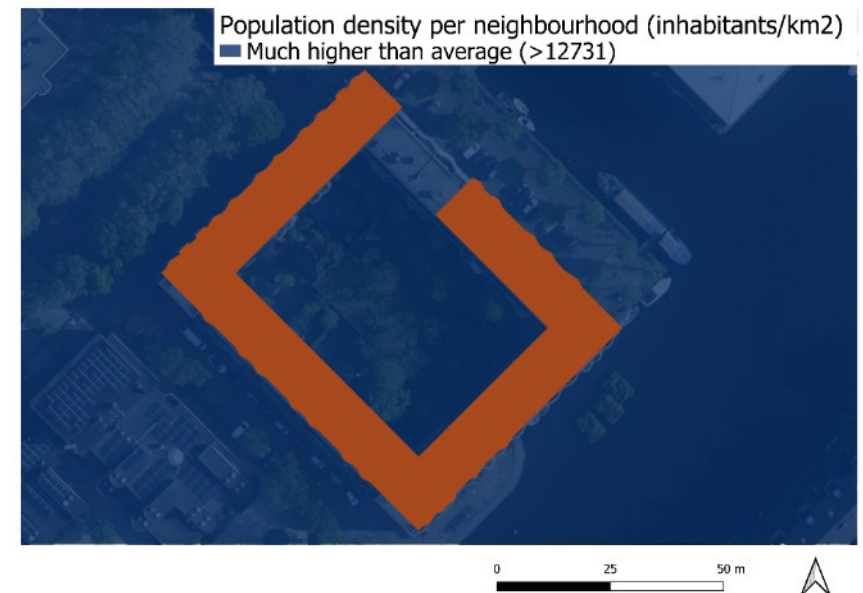 Population density per neighbourhood (inhabitants/km2)
Much higher than average (>12731)
0 25 50 m